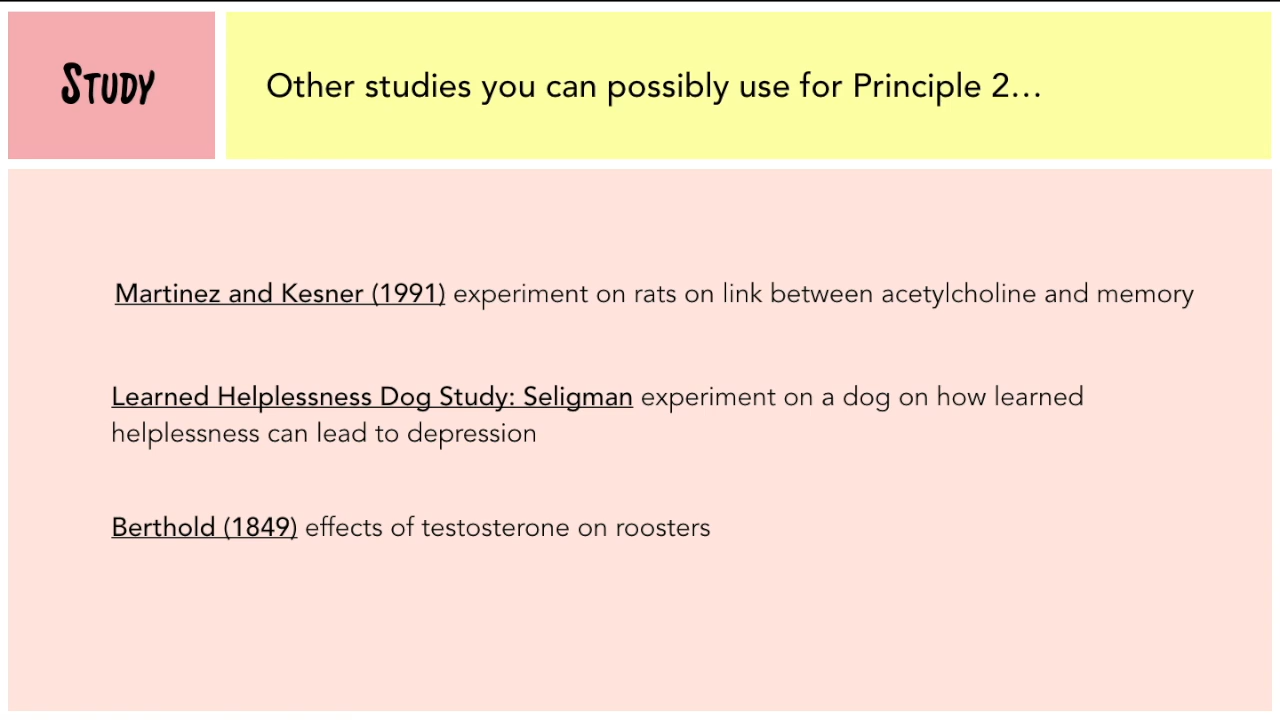 STUDY
Other studies you can possibly use for Principle 2...
Martinez and Kesner (1991) experiment on rats on link between acetylcholine and memory
Learned Helplessness Dog Study: Seligman experiment on a dog on how learned
helplessness can lead to depression
Berthold (1849) effects of testosterone on roosters